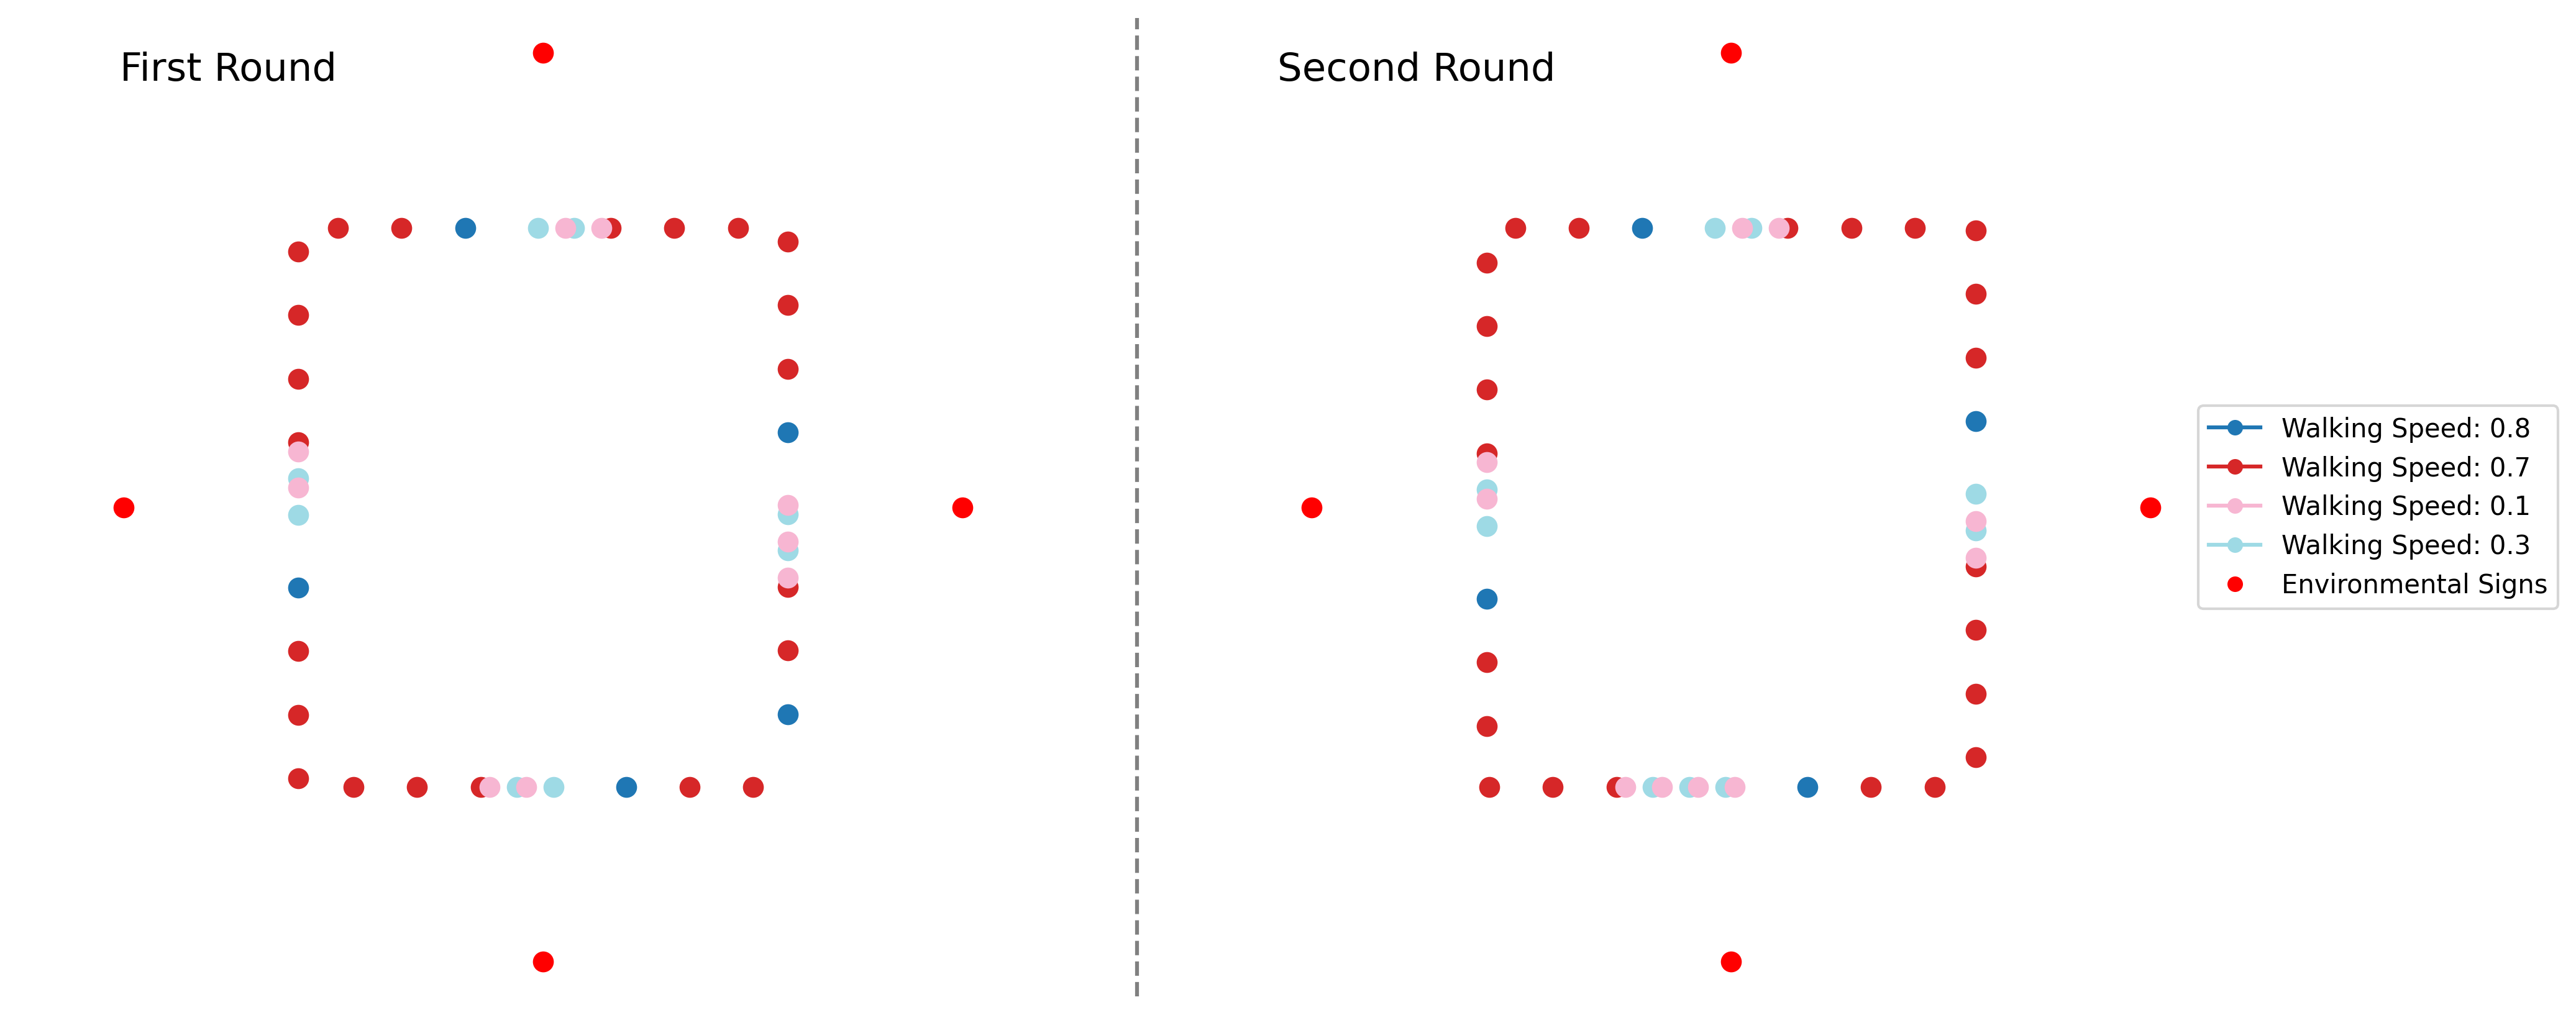 First Round
Second Round
Walking Speed: 0.8
Walking Speed: 0.7
Walking Speed: 0.1
Walking Speed: 0.3
Environmental Signs